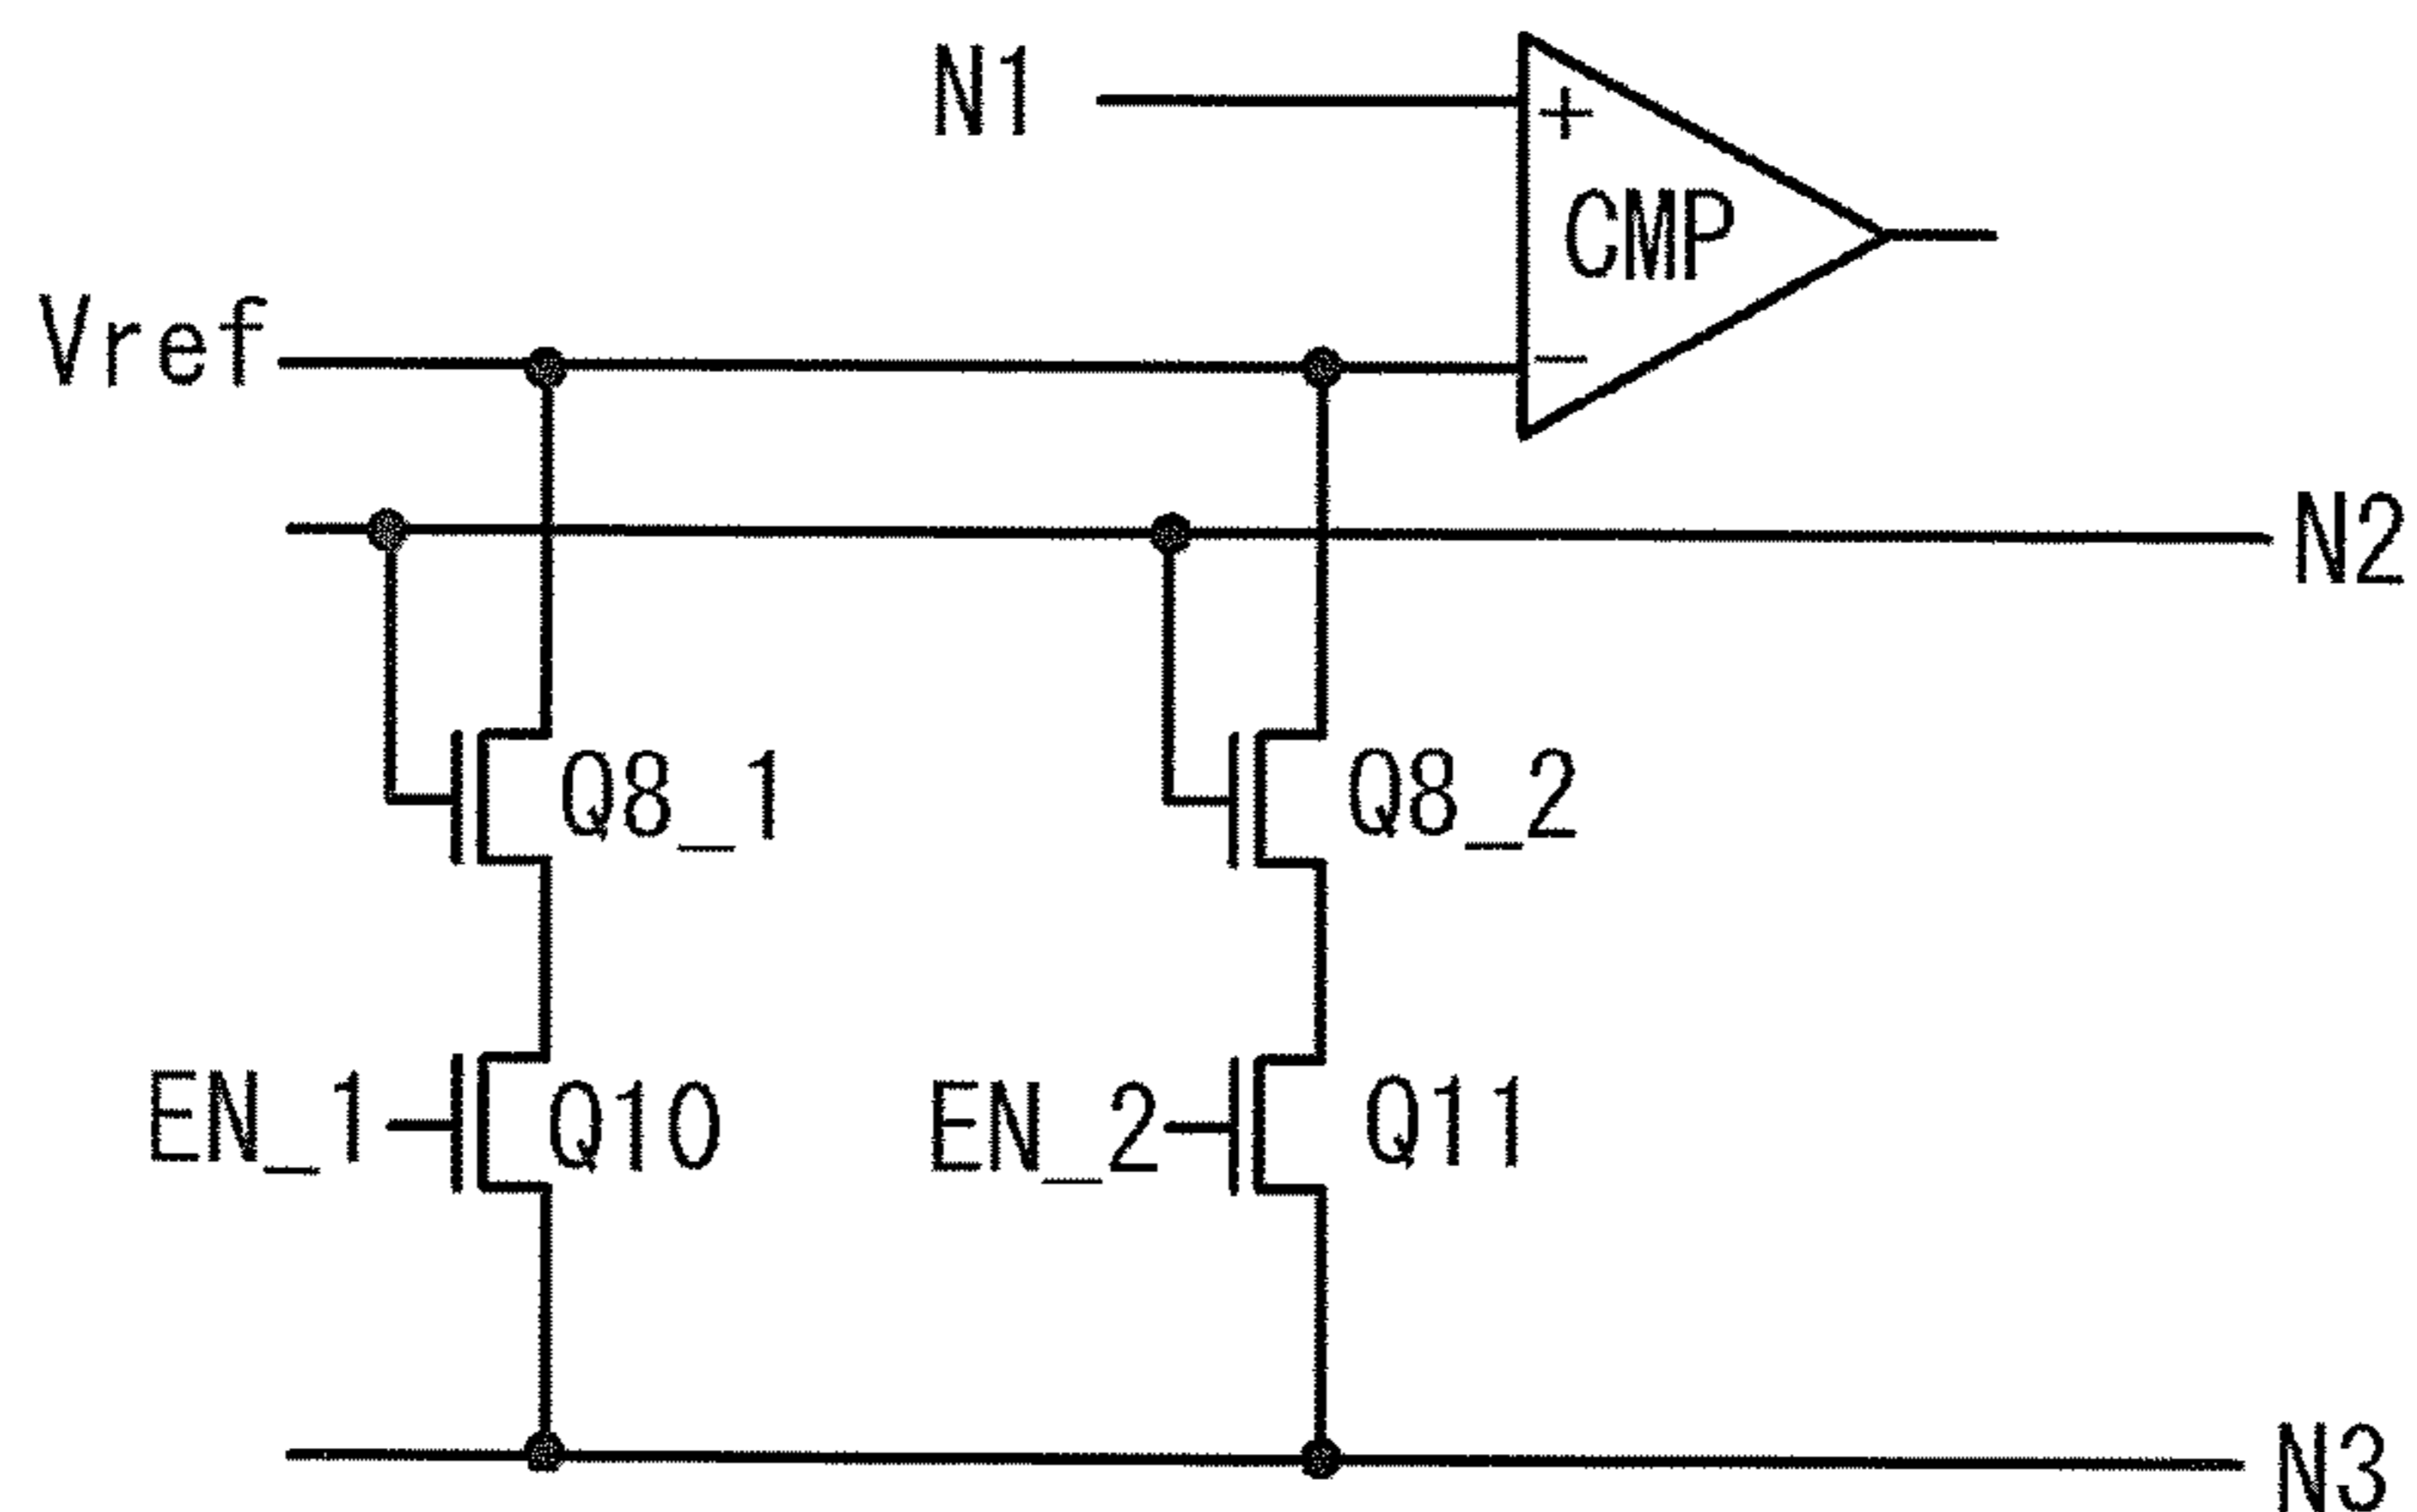 N1
+
CMP
Vref
−
N2
Q8_1
Q8_2
EN_1
Q10
EN_2
Q11
N3